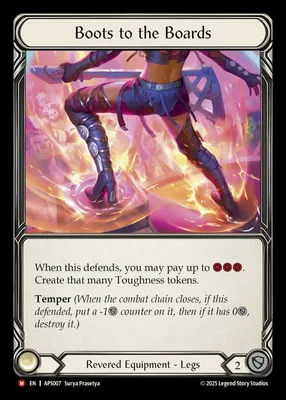 Boots to the Boards
When this defends, you may pay up to
Create that many Toughness tokens.
Temper (When the combat chain closes, if this
defended, put a -1 counter on it, then if it has 0 ,
destroy it.)
Revered Equipment - Legs
2
M EN | APS007 Surya Prasetya
© 2025 Legend Story Studios